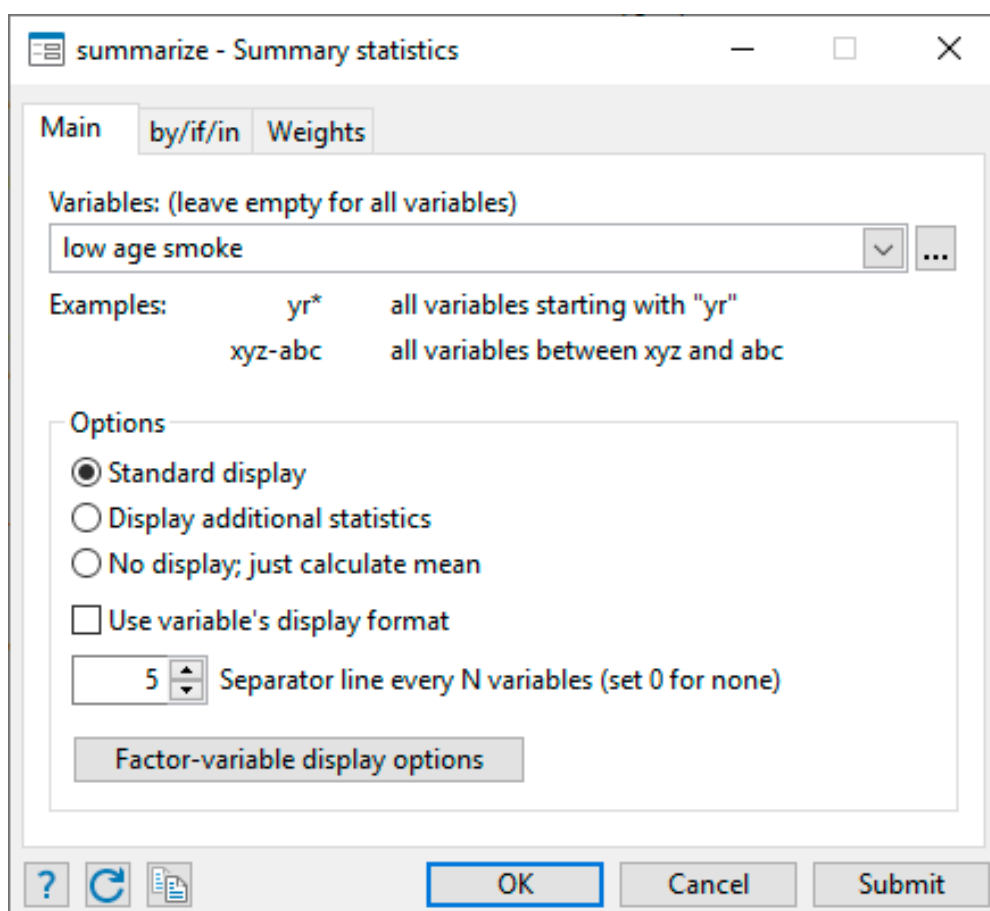 summarize - Summary statistics
Main by/if/in Weights
Variables: (leave empty for all variables)
low age smoke ...
Examples: yr* all variables starting with "yr"
xyz-abc all variables between xyz and abc
Options
Standard display
Display additional statistics
No display; just calculate mean
Use variable's display format
5 Separator line every N variables (set 0 for none)
Factor-variable display options
? OK Cancel Submit